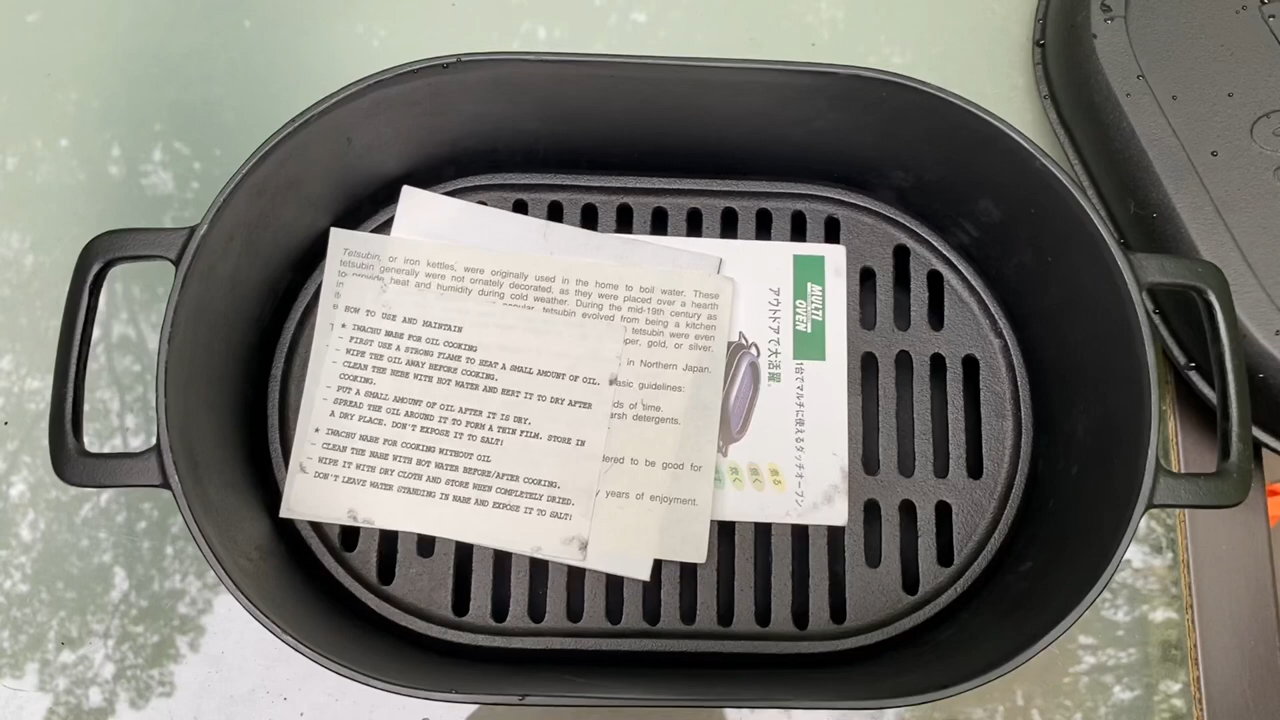 Tetsubin, or iron kettles, were originally used in the home to boil water. These
tetsubin generally were not ornately decorated, as they were placed over a hearth
to provide heat and humidity during cold weather. During the mid-19th century as
in
tetsubin evolved from being a kitchen
tetsubin were even
gold, or silver.
in Northern Japan.
guidelines:
of time.
detergents.
to be good for
years of enjoyment.
HOW TO USE AND MAINTAIN
* IWACHU NABE FOR OIL COOKING
- FIRST USE A STRONG FLAME TO HEAT A SMALL AMOUNT OF OIL.
- WIPE THE OIL AWAY BEFORE COOKING.
- CLEAN THE NEBE WITH HOT WATER AND HEAT IT TO DRY AFTER
COOKING.
- PUT A SMALL AMOUNT OF OIL AFTER IT IS DRY.
- SPREAD THE OIL AROUND IT TO FORM A THIN FILM. STORE IN
A DRY PLACE. DON'T EXPOSE IT TO SALT!
* IWACHU NABE FOR COOKING WITHOUT OIL
- CLEAN THE NABE WITH HOT WATER BEFORE/AFTER COOKING.
- WIPE IT WITH DRY CLOTH AND STORE WHEN COMPLETELY DRIED.
- DON'T LEAVE WATER STANDING IN NABE AND EXPOSE IT TO SALT!
MULTI
OVEN
1台でマルチに使えるダッチオーブン
アウトドアで大活躍。